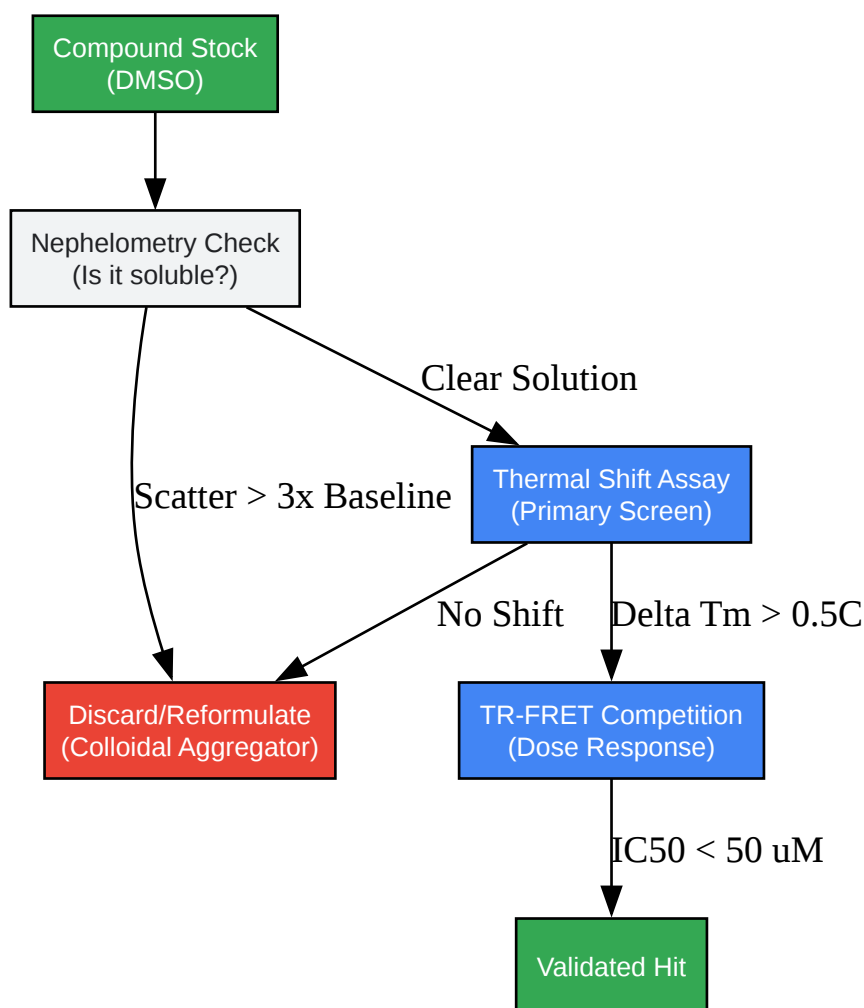 Compound Stock
(DMSO)
Nephelometry Check
(Is it soluble?)
Clear Solution
Scatter > 3x Baseline
Thermal Shift Assay
(Primary Screen)
No Shift
Delta Tm > 0.5C
Discard/Reformulate
(Colloidal Aggregator)
TR-FRET Competition
(Dose Response)
IC50 < 50 uM
Validated Hit